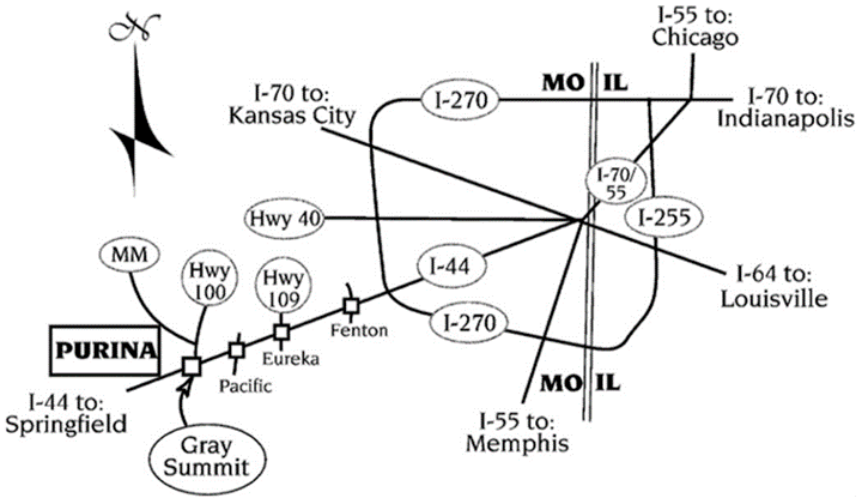 N
I-55 to:
Chicago
MO IL
I-270
I-70 to:
Kansas City
I-70 to:
Indianapolis
I-70/
55
Hwy 40
I-255
MM
Hwy
100
Hwy
109
I-44
I-64 to:
Louisville
I-270
Fenton
PURINA
Eureka
Pacific
MO IL
I-44 to:
Springfield
I-55 to:
Memphis
Gray
Summit